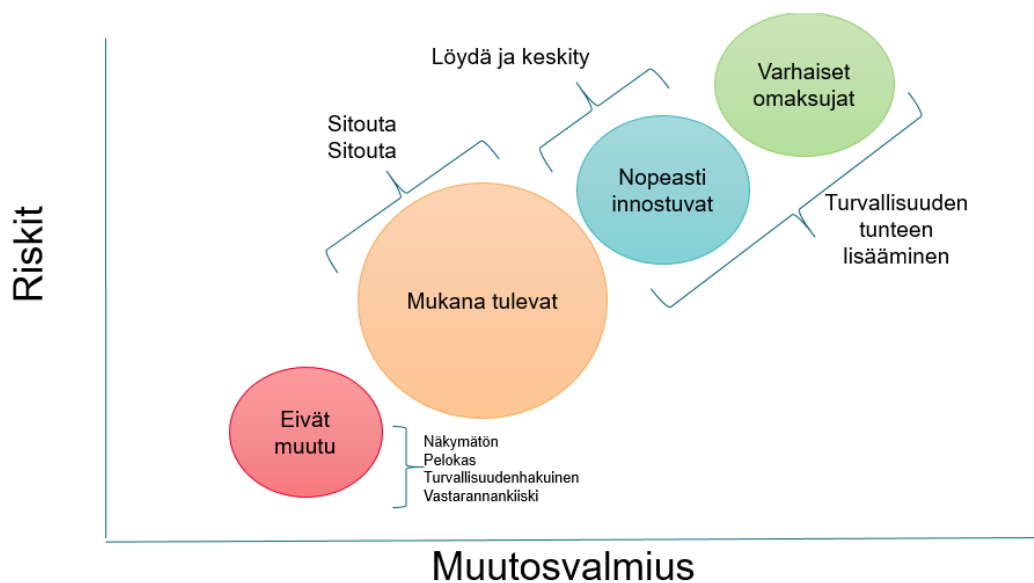 Löydä ja keskity
Varhaiset
omaksujat
Sitouta
Sitouta
Nopeasti
innostuvat
Turvallisuuden
tunteen
lisääminen
Riskit
Mukana tulevat
Eivät
muutu
Näkymätön
Pelokas
Turvallisuudenhakuinen
Vastarannankiiski
Muutosvalmius